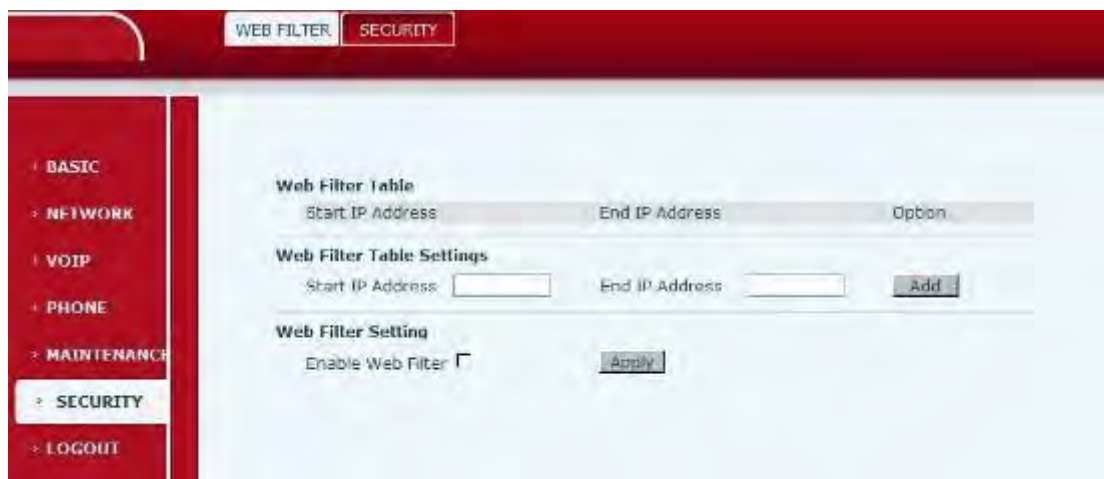 WEB FILTER SECURITY
BASIC
NETWORK
VOIP
PHONE
MAINTENANCE
SECURITY
LOGOUT
Web Filter Table
Start IP Address End IP Address Option
Web Filter Table Settings
Start IP Address End IP Address Add
Web Filter Setting
Enable Web Filter Apply